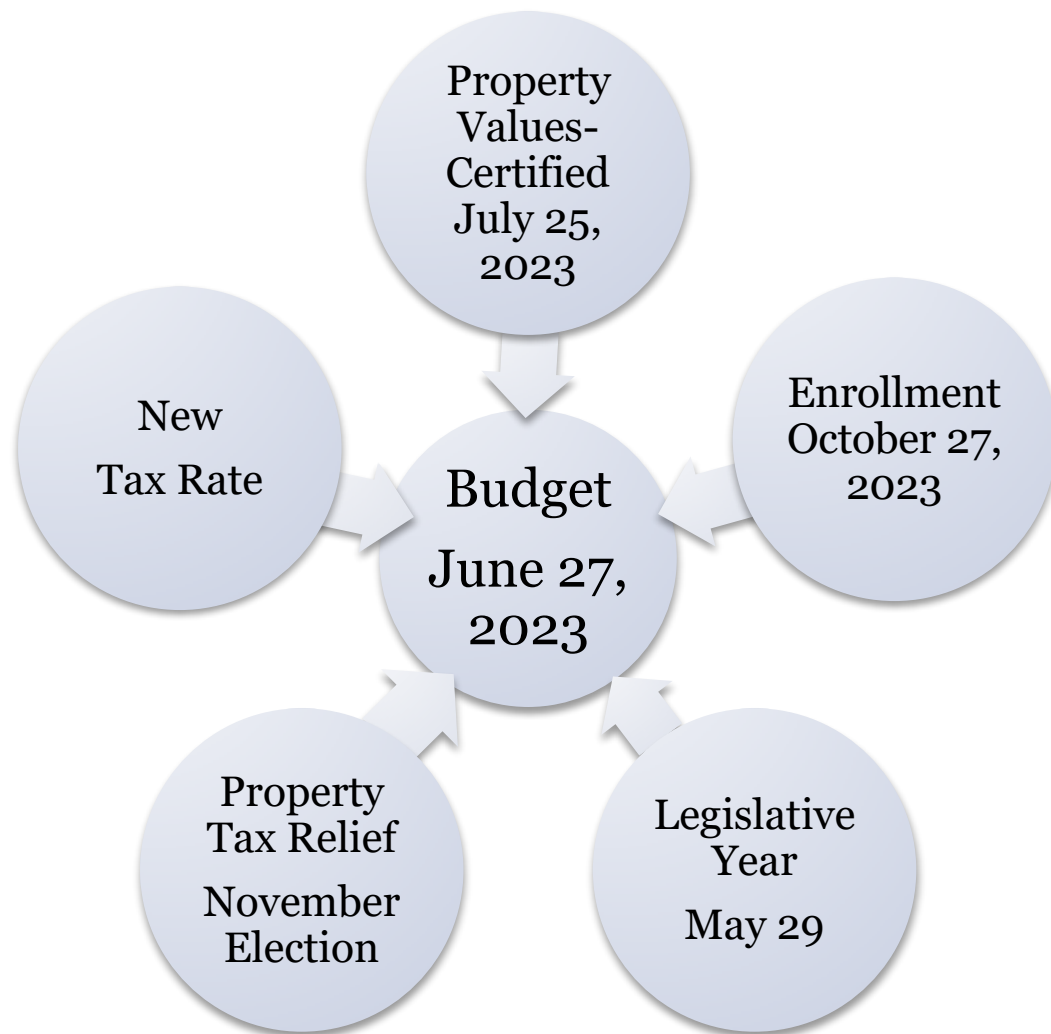 Property
Values-
Certified
July 25,
2023
Enrollment
October 27,
2023
New
Tax Rate
Budget
June 27,
2023
Property
Tax Relief
November
Election
Legislative
Year
May 29